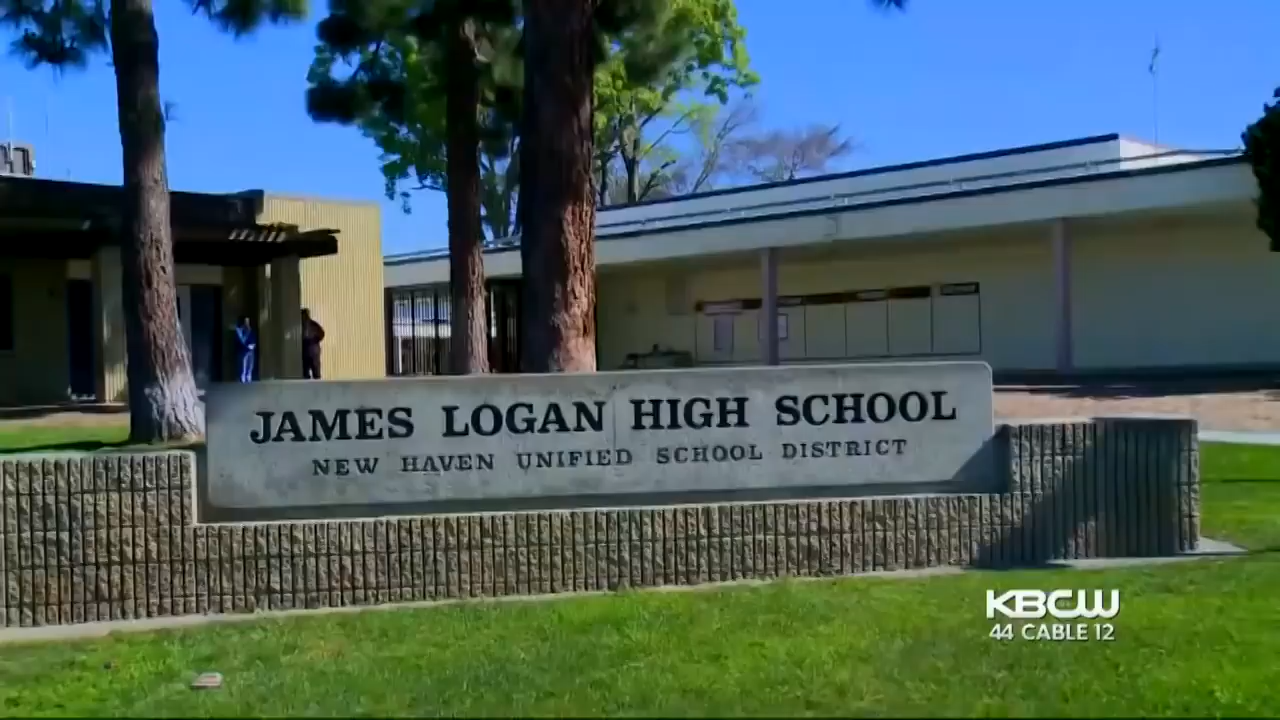 JAMES LOGAN HIGH SCHOOL
NEW HAVEN UNIFIED SCHOOL DISTRICT
KBCW
44 CABLE 12